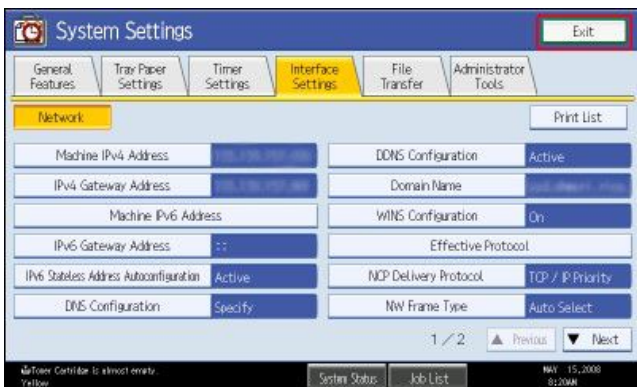 System Settings
Exit
General Features
Tray Paper Settings
Timer Settings
Interface Settings
File Transfer
Administrator Tools
Network
Print List
Machine IPv4 Address
DDNS Configuration
Active
IPv4 Gateway Address
Domain Name
Machine IPv6 Address
WINS Configuration
On
IPv6 Gateway Address
::
Effective Protocol
IPv6 Stateless Address Autoconfiguration
Active
NCP Delivery Protocol
TCP / IP Priority
DNS Configuration
Specify
NW Frame Type
Auto Select
1/2
▲ Previous
▼ Next
Toner Cartridge is almost empty.
Yellow
System Status
Job List
MAY 15,2008
8:20AM